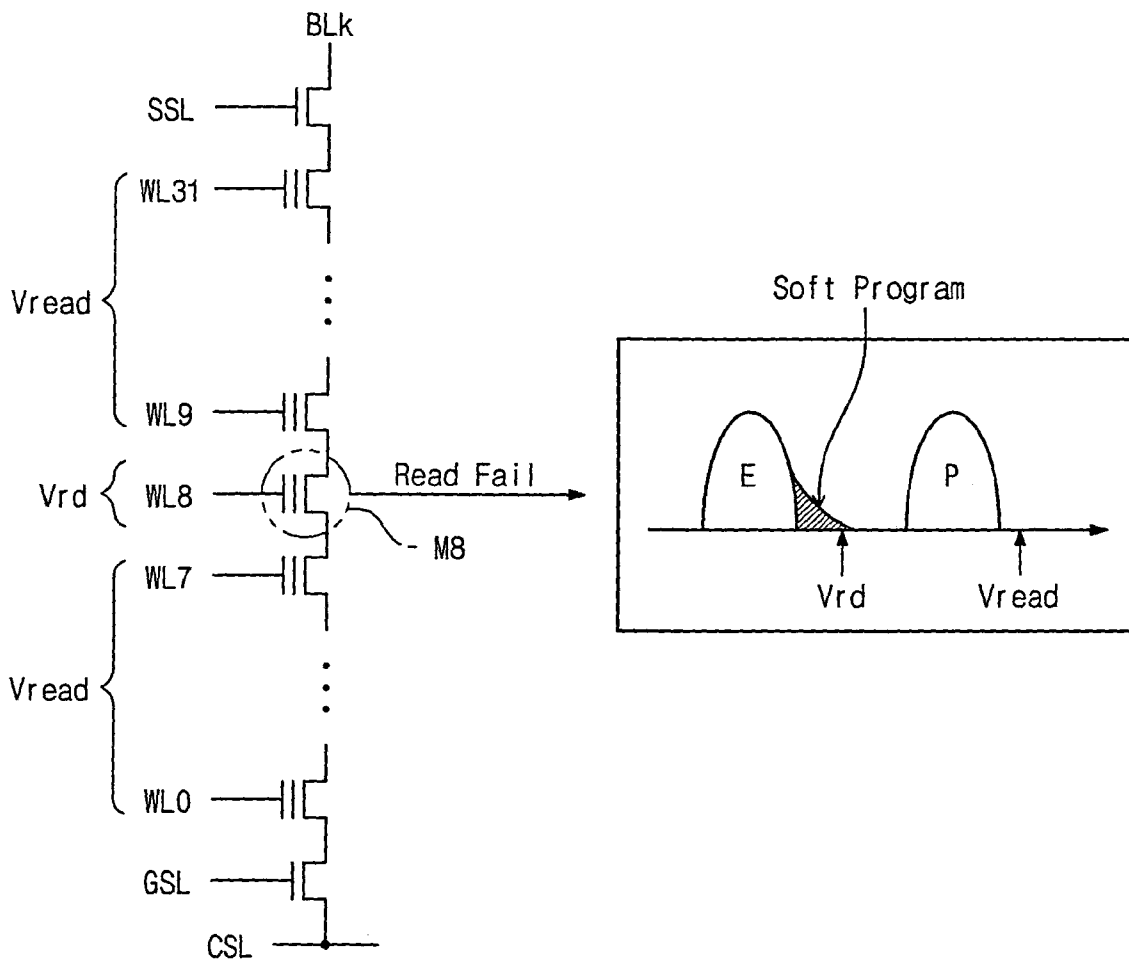 BLk
SSL
WL31
Vread
WL9
Vrd
WL8
Read Fail
M8
WL7
Vread
WL0
GSL
CSL
Soft Program
E
P
Vrd
Vread